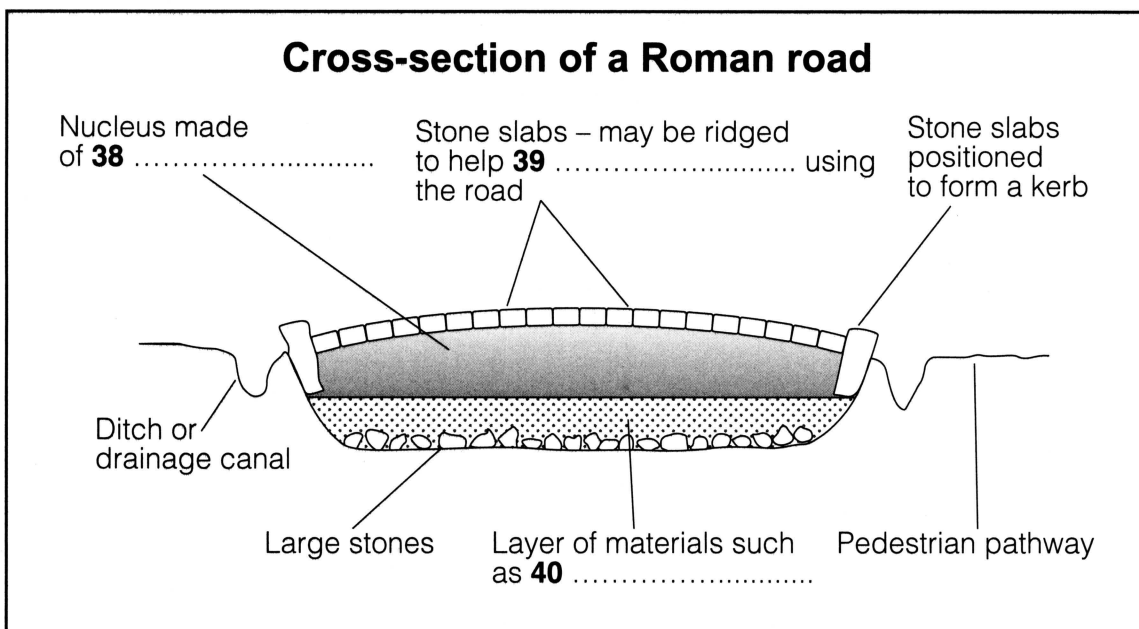 Cross-section of a Roman road
Nucleus made
of 38 ............................
Stone slabs – may be ridged
to help 39 ............................ using
the road
Stone slabs
positioned
to form a kerb
Ditch or
drainage canal
Large stones
Layer of materials such
as 40 ............................
Pedestrian pathway